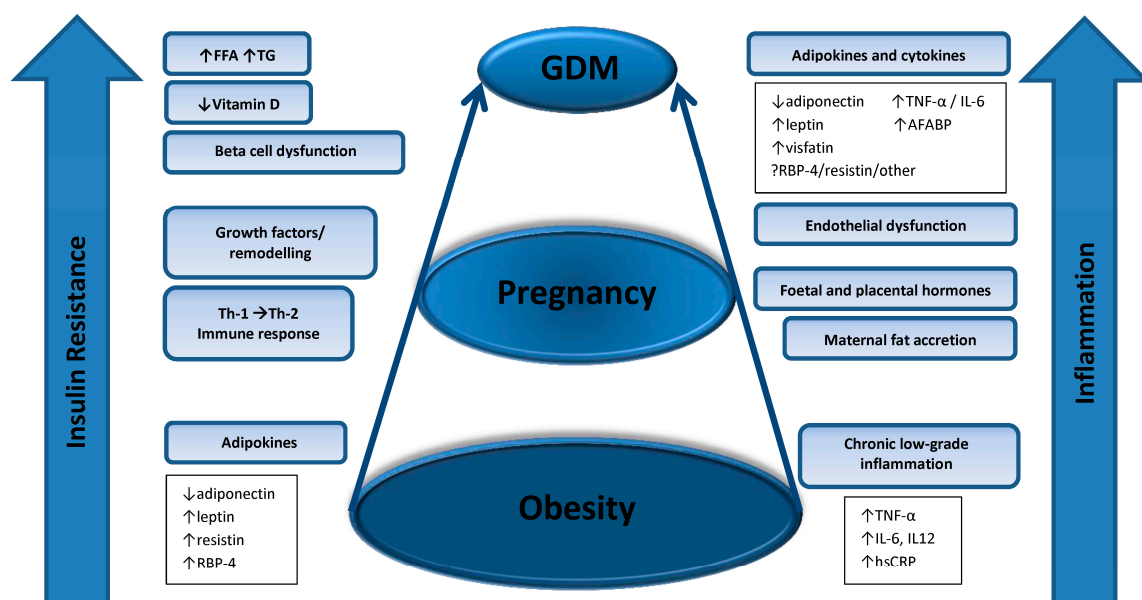 Insulin Resistance
↑FFA ↑TG
↓Vitamin D
Beta cell dysfunction
Growth factors/
remodelling
Th-1 →Th-2
Immune response
Adipokines
↓adiponectin
↑leptin
↑resistin
↑RBP-4
GDM
Pregnancy
Obesity
Adipokines and cytokines
↓adiponectin ↑TNF-α / IL-6
↑leptin ↑AFABP
↑visfatin
?RBP-4/resistin/other
Endothelial dysfunction
Foetal and placental hormones
Maternal fat accretion
Chronic low-grade
inflammation
↑TNF-α
↑IL-6, IL12
↑hsCRP
Inflammation